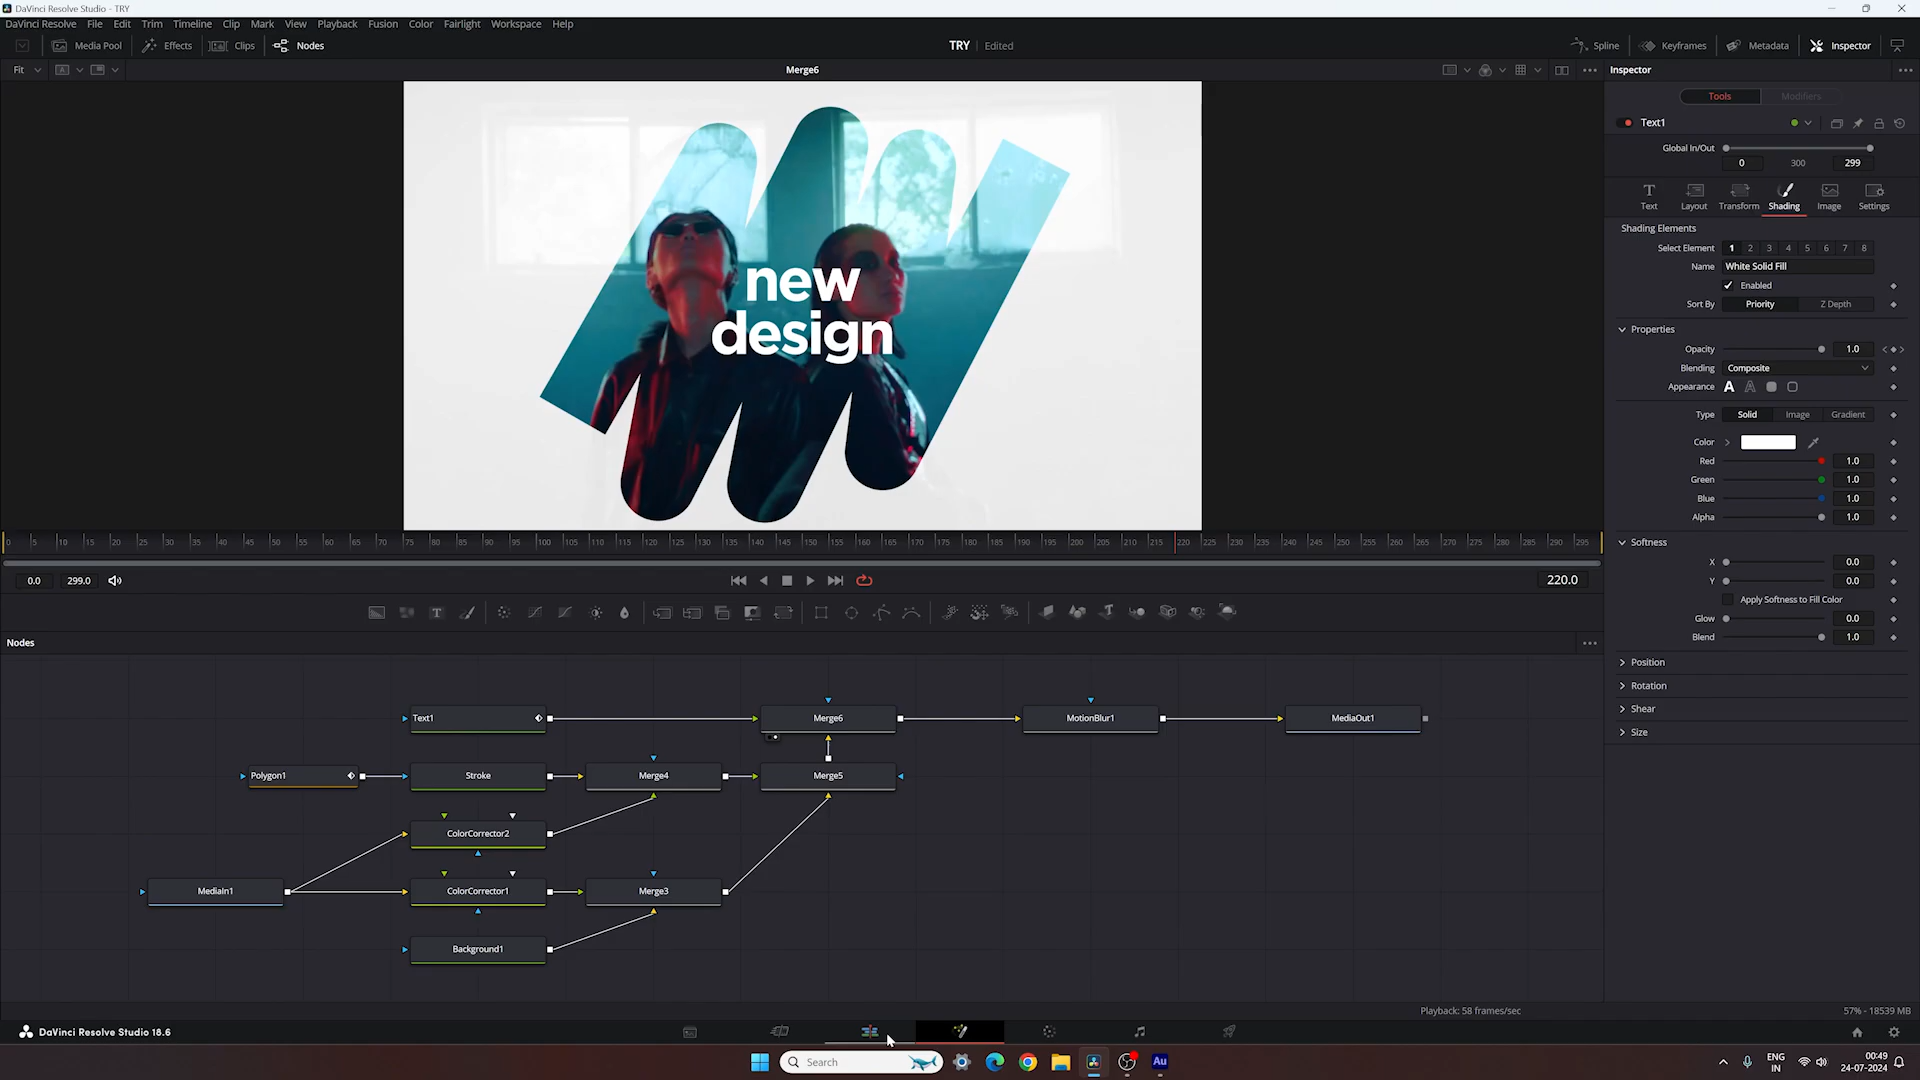 DaVinci Resolve Studio - TRY
DaVinci Resolve File Edit Trim Timeline Clip Mark View Playback Fusion Color Fairlight Workspace Help
Media Pool Effects Clips Nodes TRY Edited Spline Keyframes Metadata Inspector
Fit Merge6 Inspector
Tools Modifiers
Text1
Global In/Out
0 300 299
Text Layout Transform Shading Image Settings
Shading Elements
Select Element 1 2 3 4 5 6 7 8
Name White Solid Fill
Enabled
Sort By Priority Z Depth
Properties
Opacity 1.0
Blending Composite
Appearance A A
Type Solid Image Gradient
Color
Red 1.0
Green 1.0
Blue 1.0
Alpha 1.0
Softness
X 0.0
Y 0.0
Apply Softness to Fill Color
Glow 0.0
Blend 1.0
Position
Rotation
Shear
Size
new
design
0 5 10 15 20 25 30 35 40 45 50 55 60 65 70 75 80 85 90 95 100 105 110 115 120 125 130 135 140 145 150 155 160 165 170 175 180 185 190 195 200 205 210 215 220 225 230 235 240 245 250 255 260 265 270 275 280 285 290 295
0.0 299.0 220.0
Nodes
Text1 Merge6 MotionBlur1 MediaOut1
Polygon1 Stroke Merge4 Merge5
ColorCorrector2
MediaIn1 ColorCorrector1 Merge3
Background1
Playback: 58 frames/sec 57% - 18539 MB
DaVinci Resolve Studio 18.6
Search
Au
ENG
IN
00:49
24-07-2024